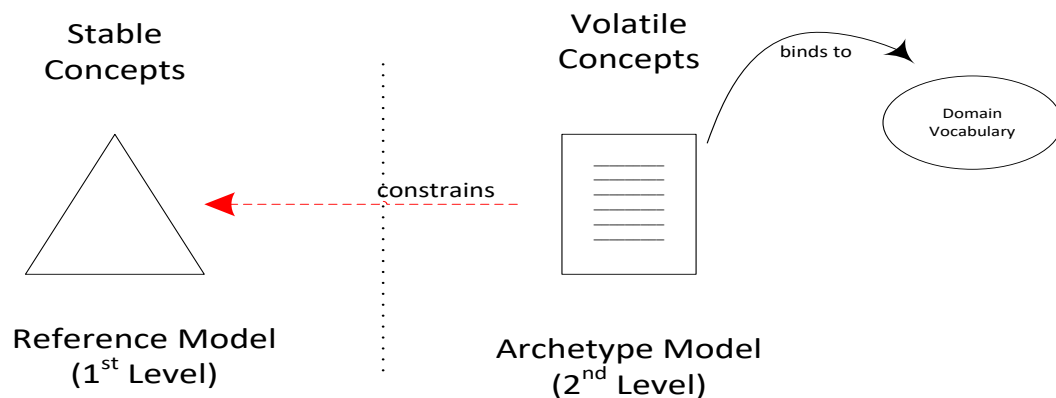 Stable
Concepts
Volatile
Concepts
binds to
Domain
Vocabulary
constrains
Reference Model
(1st Level)
Archetype Model
(2nd Level)